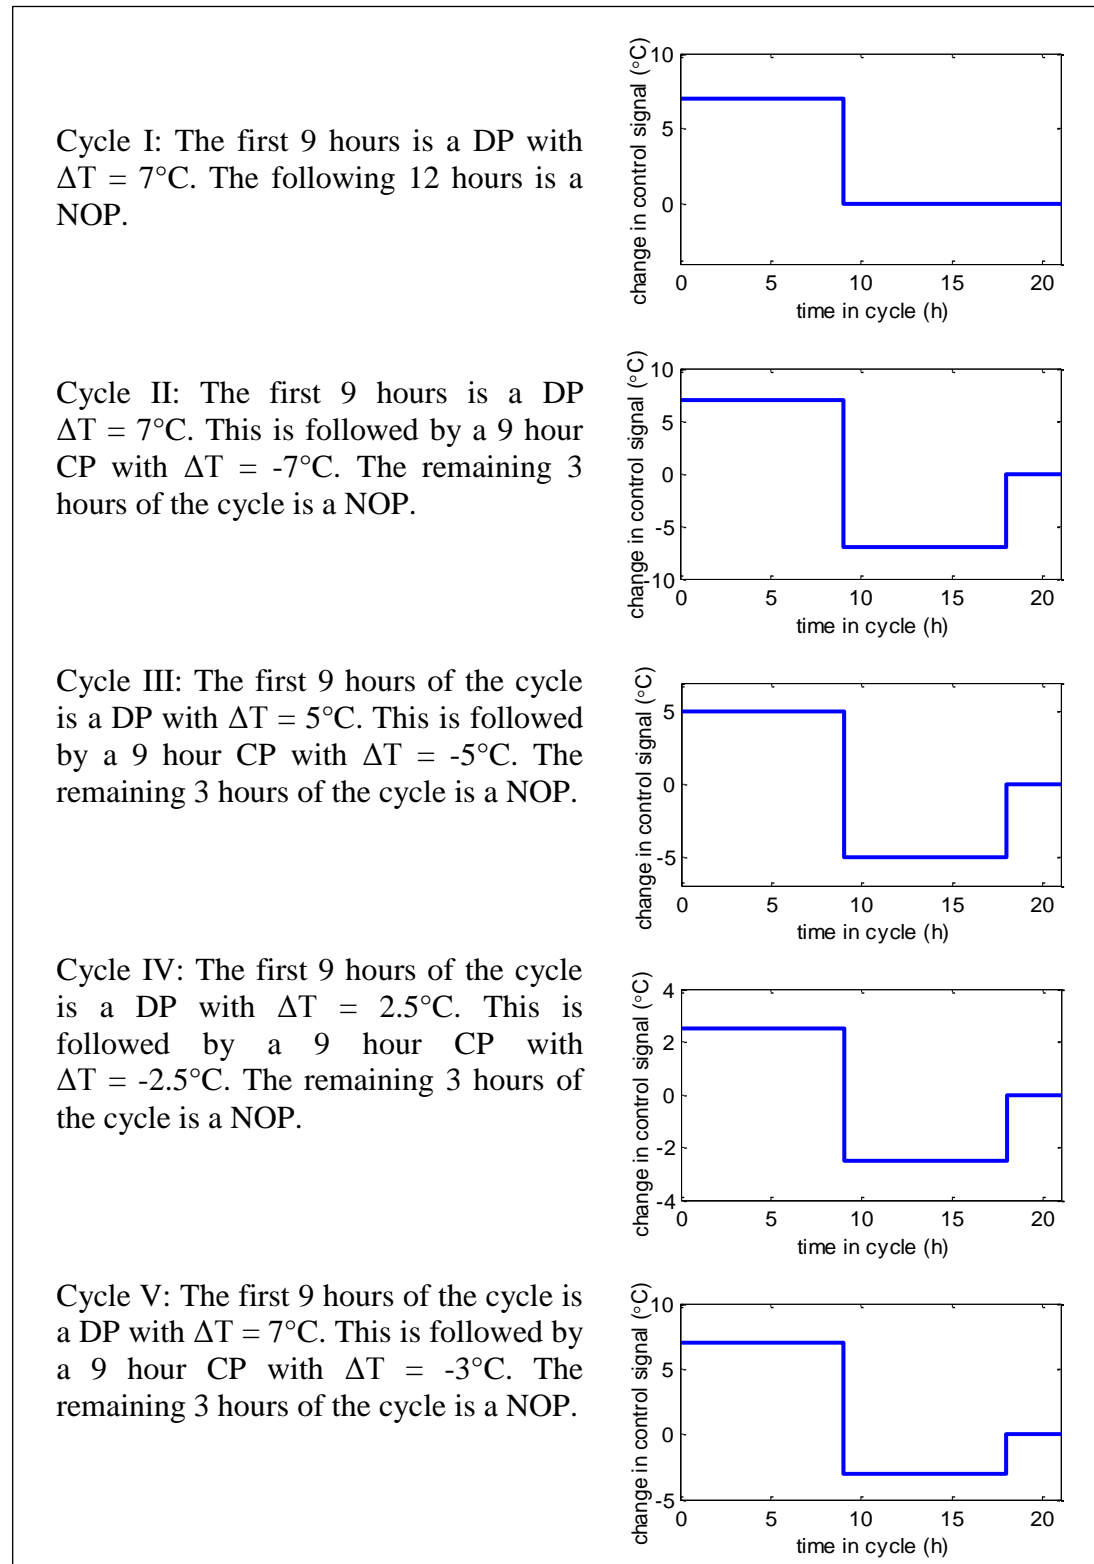 Cycle I: The first 9 hours is a DP with
ΔT = 7°C. The following 12 hours is a
NOP.
10
5
0
0
5
10
15
20
change in control signal (°C)
time in cycle (h)
Cycle II: The first 9 hours is a DP
ΔT = 7°C. This is followed by a 9 hour
CP with ΔT = -7°C. The remaining 3
hours of the cycle is a NOP.
10
5
0
-5
-10
0
5
10
15
20
change in control signal (°C)
time in cycle (h)
Cycle III: The first 9 hours of the cycle
is a DP with ΔT = 5°C. This is followed
by a 9 hour CP with ΔT = -5°C. The
remaining 3 hours of the cycle is a NOP.
5
0
-5
0
5
10
15
20
change in control signal (°C)
time in cycle (h)
Cycle IV: The first 9 hours of the cycle
is a DP with ΔT = 2.5°C. This is
followed by a 9 hour CP with
ΔT = -2.5°C. The remaining 3 hours of
the cycle is a NOP.
4
2
0
-2
-4
0
5
10
15
20
change in control signal (°C)
time in cycle (h)
Cycle V: The first 9 hours of the cycle is
a DP with ΔT = 7°C. This is followed by
a 9 hour CP with ΔT = -3°C. The
remaining 3 hours of the cycle is a NOP.
10
5
0
-5
0
5
10
15
20
change in control signal (°C)
time in cycle (h)